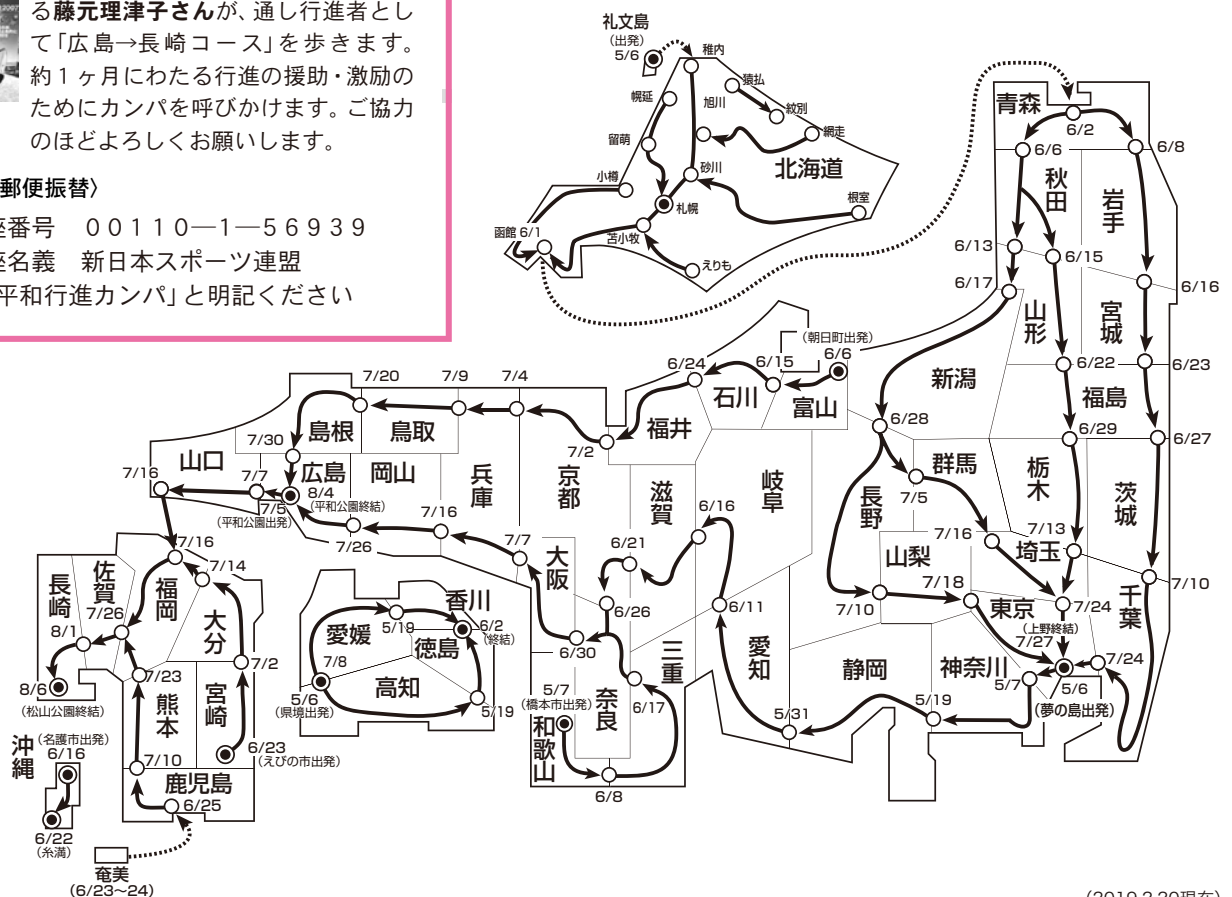 る藤元理津子さんが、通し行進者とし
て「広島→長崎コース」を歩きます。
約１ヶ月にわたる行進の援助・激励の
ためにカンパを呼びかけます。ご協力
のほどよろしくお願いします。
郵便振替〉
座番号　００１１０―１―５６９３９
座名義　新日本スポーツ連盟
平和行進カンパ」と明記ください
礼文島
(出発)
5/6
稚内
猿払
幌延
旭川
紋別
網走
留萌
砂川
北海道
小樽
札幌
根室
函館 6/1
苫小牧
えりも
青森
6/2
6/6
6/8
秋田
岩手
6/13
6/15
6/17
6/16
山形
宮城
6/22
6/23
新潟
福島
6/28
6/29
6/27
群馬
栃木
茨城
7/5
長野
7/16
7/13
埼玉
山梨
7/10
7/18
東京
7/24
(上野終結)
7/27
千葉
7/10
7/24
神奈川
5/7
5/6
(夢の島出発)
静岡
5/19
5/31
愛知
6/11
岐阜
6/16
(朝日町出発)
6/6
富山
6/15
石川
6/24
福井
7/2
滋賀
6/21
6/26
三重
6/17
奈良
6/8
5/7
(橋本市出発)
和歌山
6/30
大阪
7/7
京都
7/4
兵庫
7/9
7/16
鳥取
7/20
岡山
7/26
島根
7/30
広島
8/4
(平和公園終結)
7/5
(平和公園出発)
7/7
山口
7/16
香川
6/2
(終結)
5/19
愛媛
徳島
7/8
5/6
(県境出発)
高知
5/19
7/16
福岡
7/14
佐賀
7/26
長崎
8/1
8/6
(松山公園終結)
大分
7/2
7/23
熊本
宮崎
6/23
(えびの市出発)
7/10
鹿児島
6/25
沖縄
(名護市出発)
6/16
6/22
(糸満)
奄美
(6/23〜24)